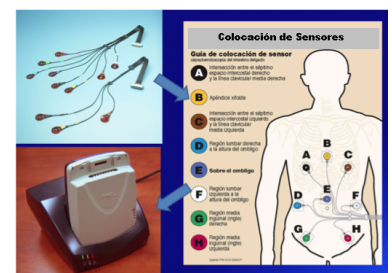 Colocación de Sensores
Guía de colocación de sensor
A
Intersección entre el séptimo
espacio intercostal derecho
y la línea clavicular media derecha
B
Apéndice xifoide
C
Intersección entre el séptimo
espacio intercostal izquierdo
y la línea clavicular
media izquierda
D
Región lumbar derecha
a la altura del ombligo
E
Sobre el ombligo
F
Región lumbar
izquierda a la
altura del ombligo
G
Región media
inguinal (ingle)
derecha
H
Región media
inguinal (ingle)
izquierda
B
A
C
D
E
F
G
H